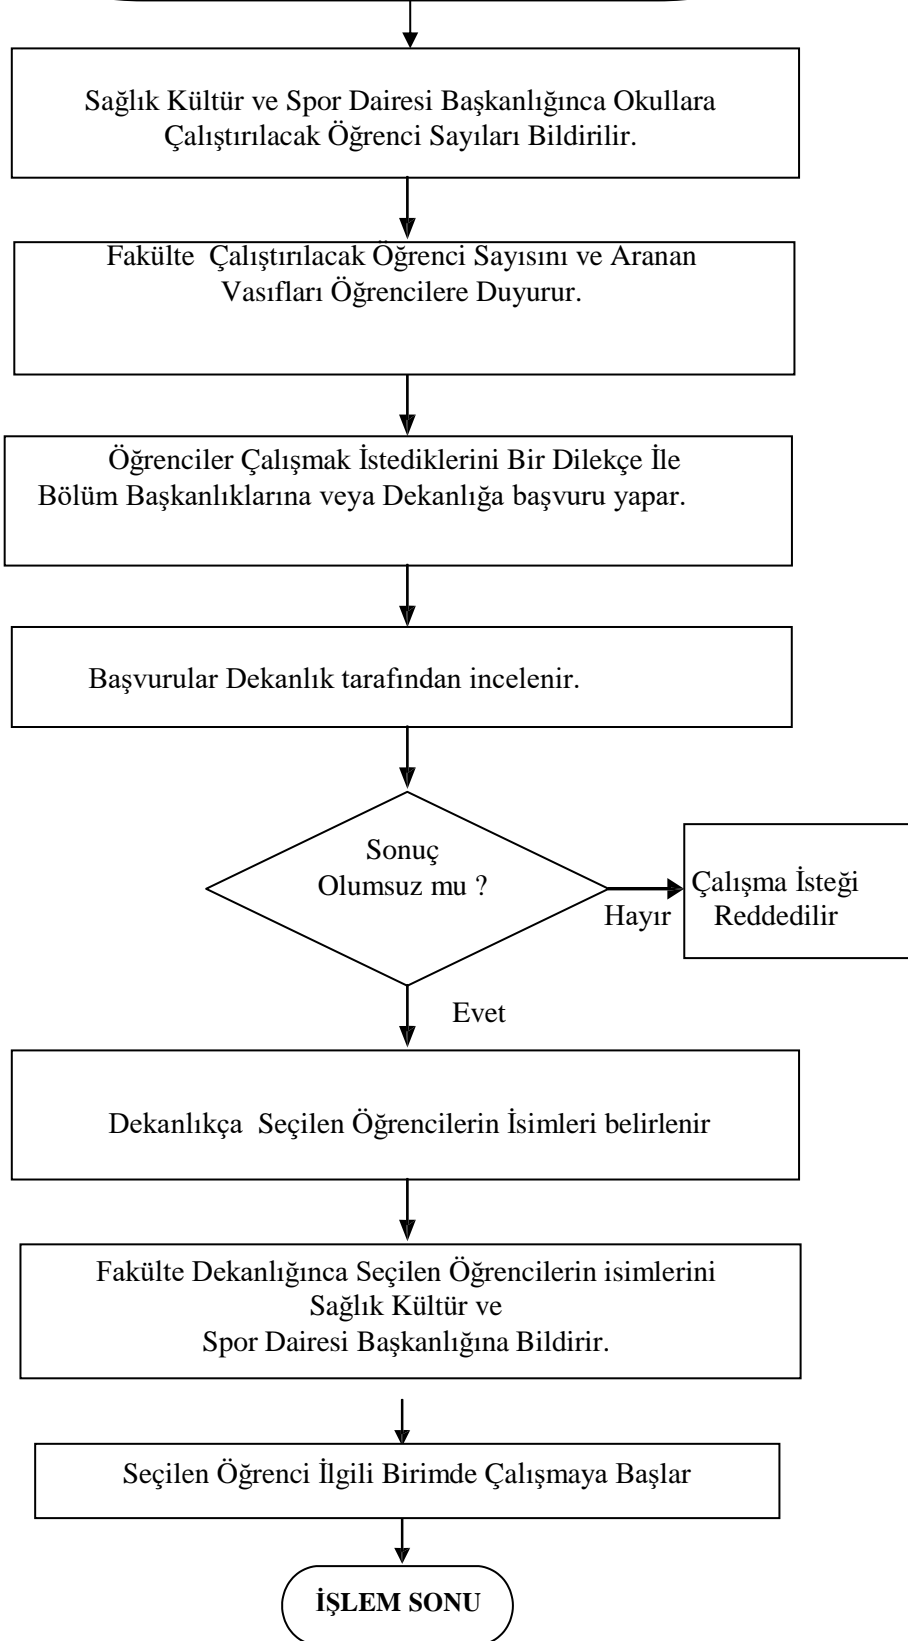 Sağlık Kültür ve Spor Dairesi Başkanlığınca Okullara
Çalıştırılacak Öğrenci Sayıları Bildirilir.
Fakülte Çalıştırılacak Öğrenci Sayısını ve Aranan
Vasıfları Öğrencilere Duyurur.
Öğrenciler Çalışmak İstediklerini Bir Dilekçe İle
Bölüm Başkanlıklarına veya Dekanlığa başvuru yapar.
Başvurular Dekanlık tarafından incelenir.
Sonuç
Olumsuz mu ?
Hayır
Çalışma İsteği
Reddedilir
Evet
Dekanlıkça Seçilen Öğrencilerin İsimleri belirlenir
Fakülte Dekanlığınca Seçilen Öğrencilerin isimlerini
Sağlık Kültür ve
Spor Dairesi Başkanlığına Bildirir.
Seçilen Öğrenci İlgili Birimde Çalışmaya Başlar
İŞLEM SONU